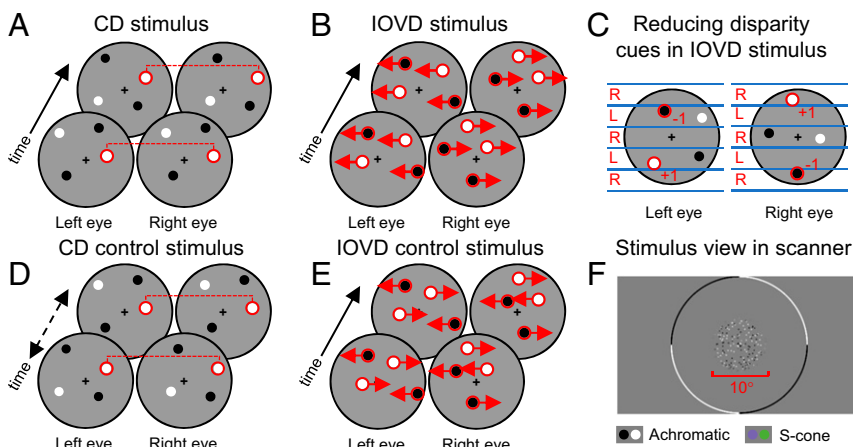 A
CD stimulus
time
Left eye
Right eye
B
IOVD stimulus
time
Left eye
Right eye
C
Reducing disparity
cues in IOVD stimulus
R
L
R
L
R
-1
+1
R
L
R
L
R
+1
-1
Left eye
Right eye
D
CD control stimulus
time
Left eye
Right eye
E
IOVD control stimulus
time
Left eye
Right eye
Stimulus view in scanner
F
10°
Achromatic
S-cone